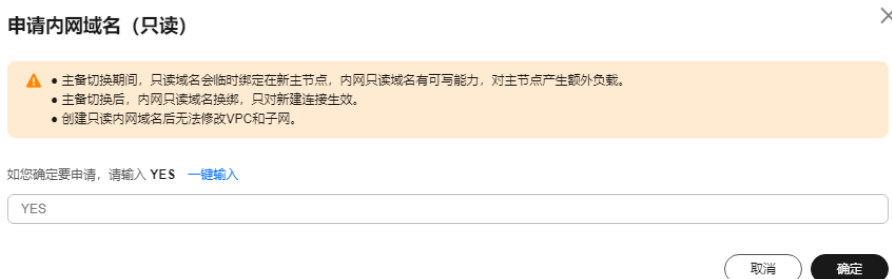 申请内网域名（只读）
● 主备切换期间，只读域名会临时绑定在新主节点，内网只读域名有可写能力，对主节点产生额外负载。
● 主备切换后，内网只读域名换绑，只对新建连接生效。
● 创建只读内网域名后无法修改VPC和子网。
如您确定要申请，请输入 YES 一键输入
YES
取消 确定